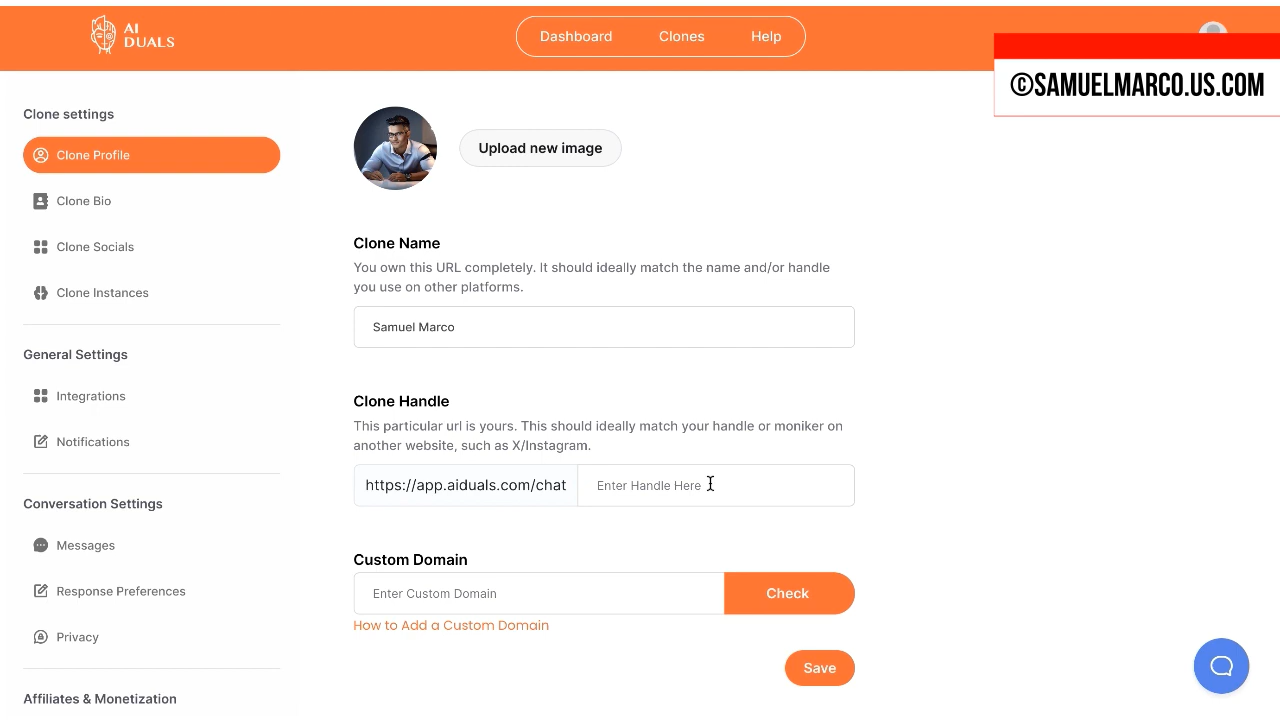 AI
DUALS
Dashboard
Clones
Help
©SAMUELMARCO.US.COM
Clone settings
Clone Profile
Clone Bio
Clone Socials
Clone Instances
General Settings
Integrations
Notifications
Conversation Settings
Messages
Response Preferences
Privacy
Affiliates & Monetization
Upload new image
Clone Name
You own this URL completely. It should ideally match the name and/or handle
you use on other platforms.
Samuel Marco
Clone Handle
This particular url is yours. This should ideally match your handle or moniker on
another website, such as X/Instagram.
https://app.aiduals.com/chat
Enter Handle Here
Custom Domain
Enter Custom Domain
Check
How to Add a Custom Domain
Save